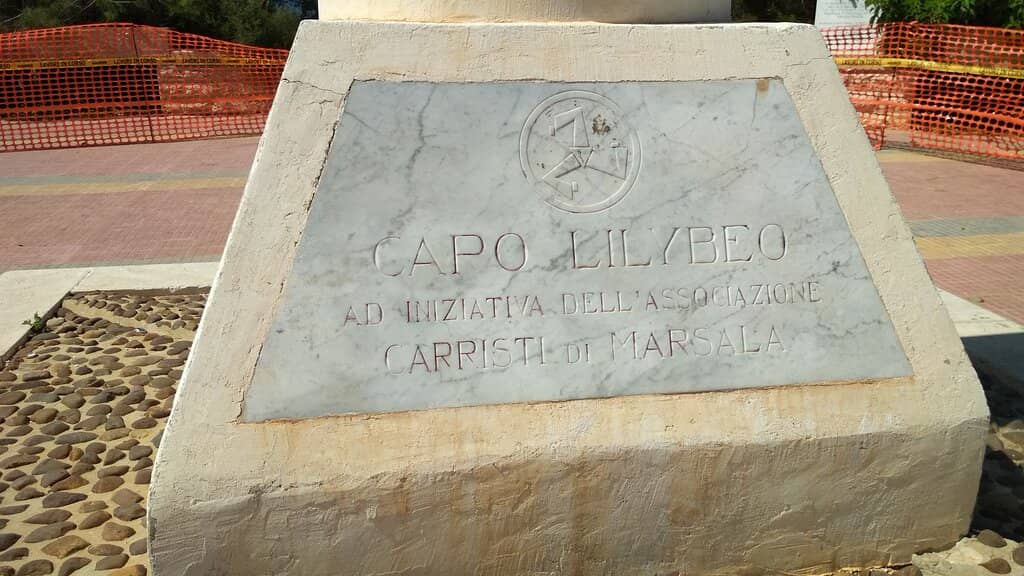 CAPO LILYBEO
AD INIZIATIVA DELL'ASSOCIAZIONE
CARRISTI DI MARSALA